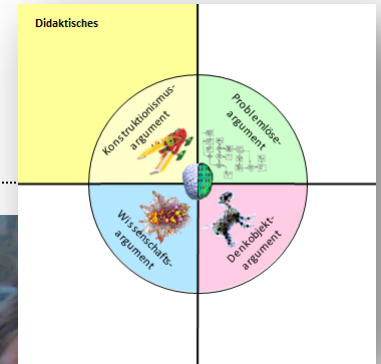 Didaktisches
Konstruktionismus-
argument
Problemlöse-
argument
Wissenschafts-
argument
Denkobjekt-
argument